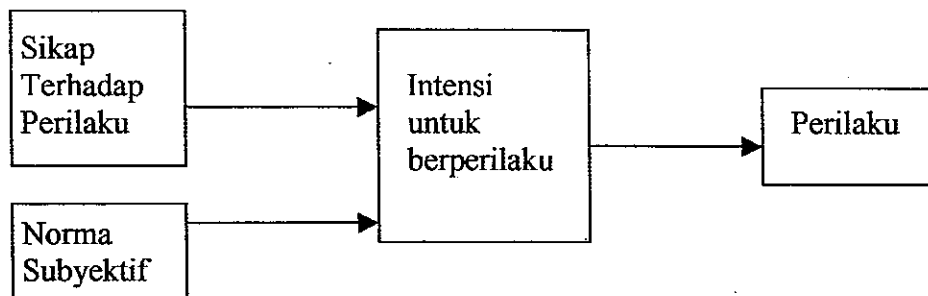 Sikap
Terhadap
Perilaku
Intensi
untuk
berperilaku
Perilaku
Norma
Subyektif